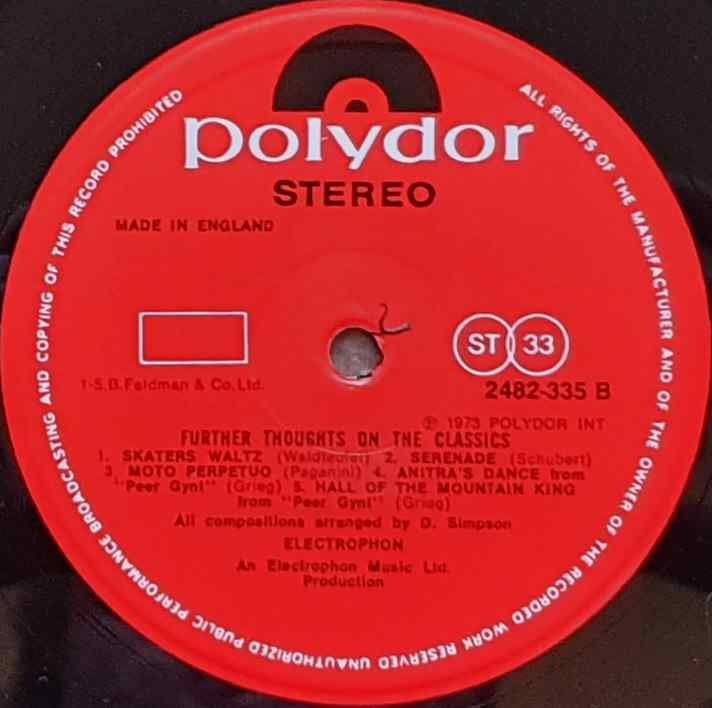 polydor
STEREO
MADE IN ENGLAND
ST 33
1-5, B. Feldman & Co. Ltd.
2482-335 B
℗ 1973 POLYDOR INT
FURTHER THOUGHTS ON THE CLASSICS
1. SKATERS WALTZ (Waldteufel) 2. SERENADE (Schubert)
3. MOTO PERPETUO (Paganini) 4. ANITRA'S DANCE from
"Peer Gynt" (Grieg) 5. HALL OF THE MOUNTAIN KING
from "Peer Gynt" (Grieg)
All compositions arranged by D. Simpson
ELECTROPHON
An Electrophon Music Ltd.
Production
ALL RIGHTS OF THE MANUFACTURER AND OF THE OWNER OF THE RECORDED WORK RESERVED UNAUTHORIZED PUBLIC PERFORMANCE BROADCASTING AND COPYING OF THIS RECORD PROHIBITED